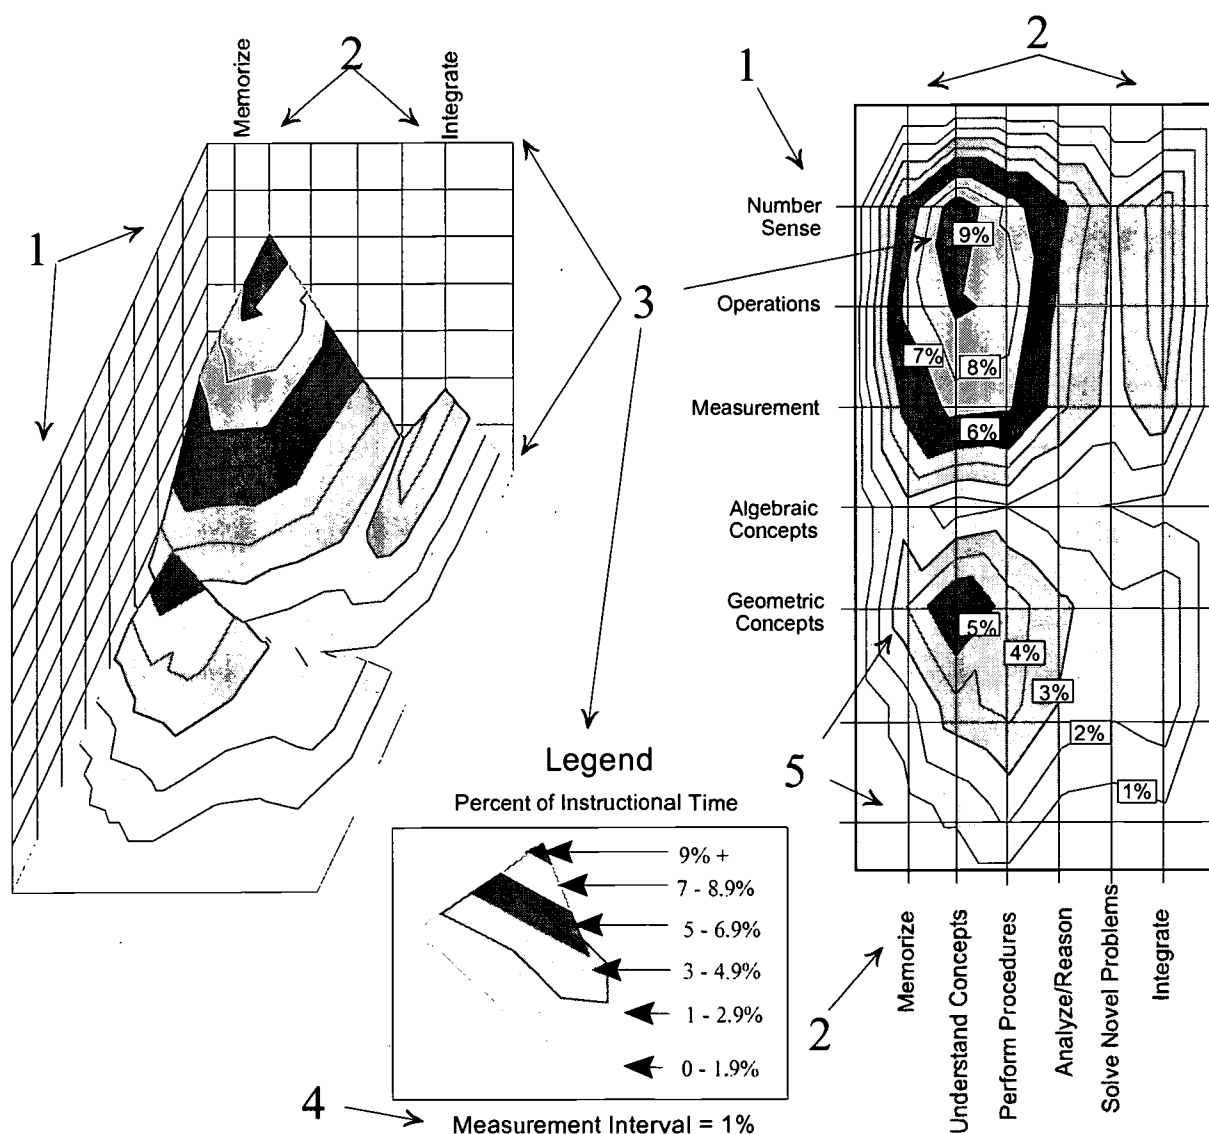 2
Memorize
Integrate
1
3
Legend
Percent of Instructional Time
9% +
7 - 8.9%
5 - 6.9%
3 - 4.9%
1 - 2.9%
0 - 1.9%
4
Measurement Interval = 1%
2
1
Number
Sense
Operations
Measurement
Algebraic
Concepts
Geometric
Concepts
9%
7%
8%
6%
5%
4%
3%
2%
1%
5
2
Memorize
Understand Concepts
Perform Procedures
Analyze/Reason
Solve Novel Problems
Integrate